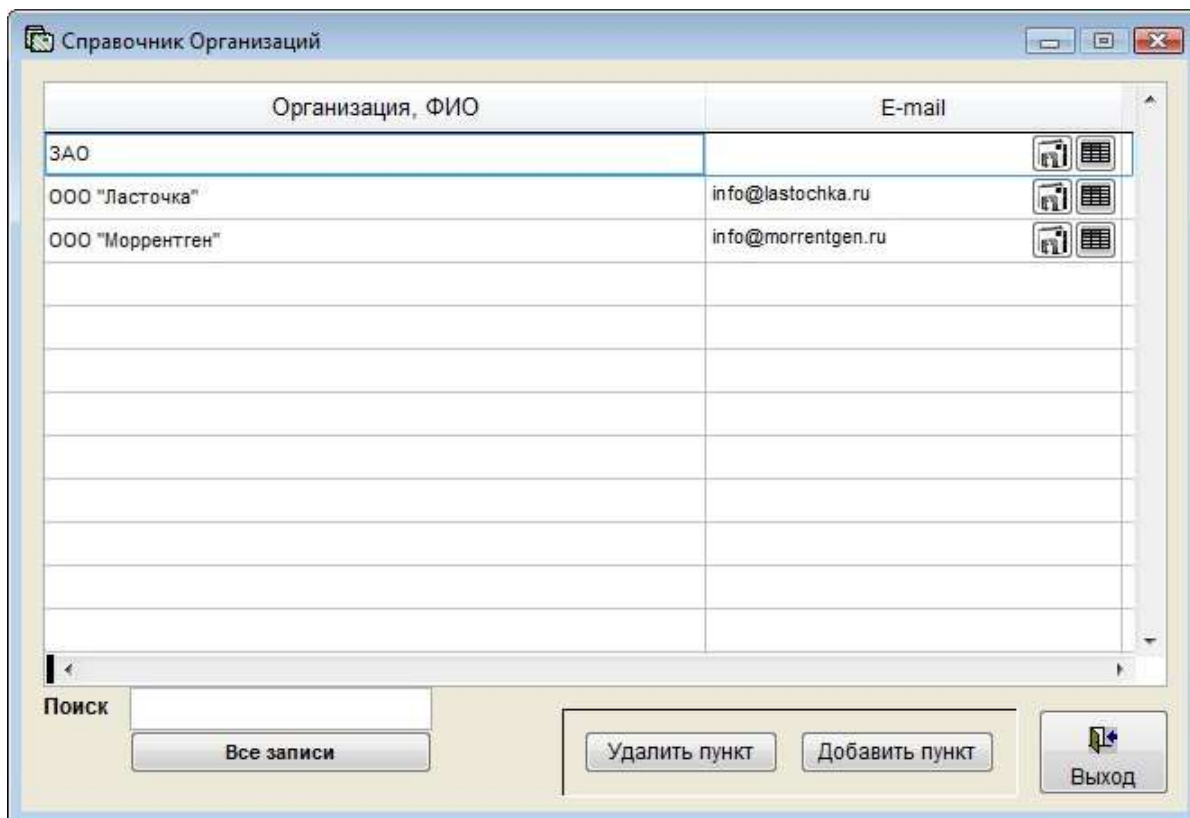 Справочник Организаций
Организация, ФИО E-mail
ЗАО
ООО "Ласточка" info@lastochka.ru
ООО "Моррентген" info@morrentgen.ru
Поиск
Все записи
Удалить пункт Добавить пункт
Выход